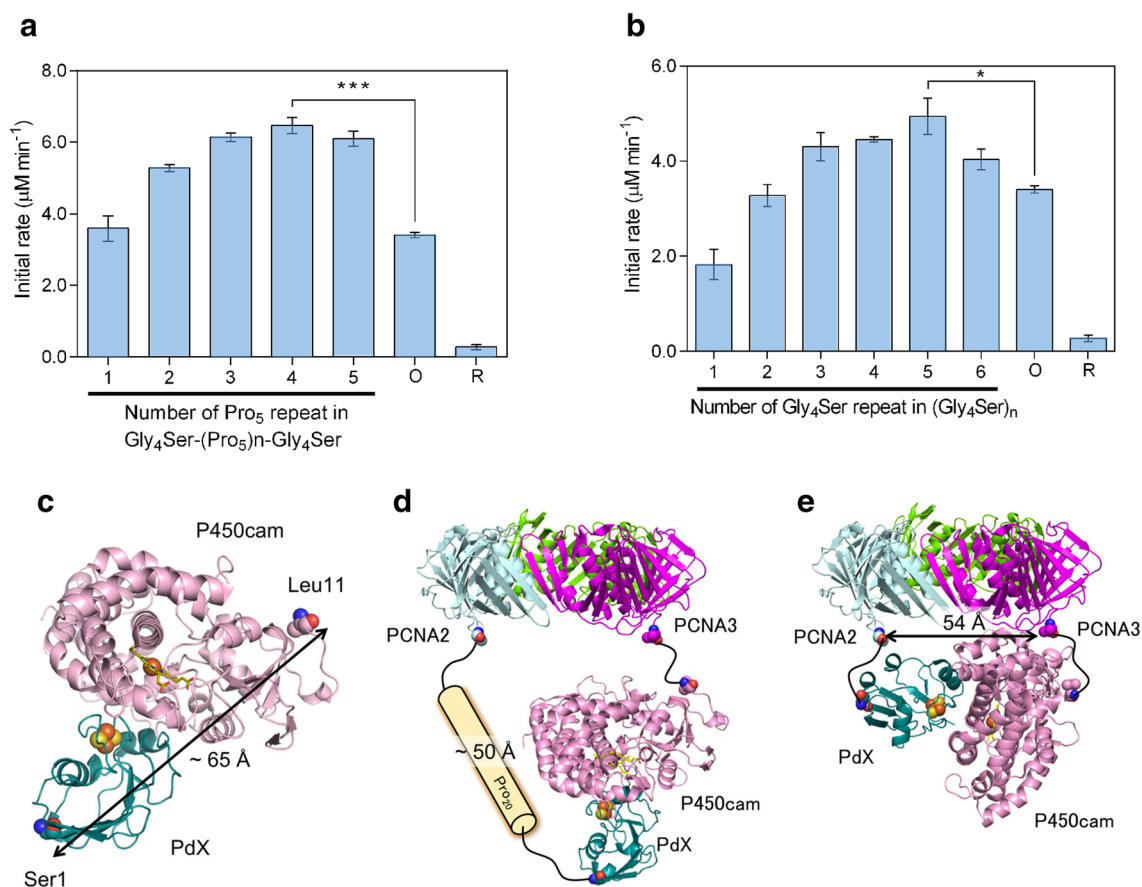 a
8.0
6.0
4.0
2.0
0.0
Initial rate (μM min⁻¹)
***
1 2 3 4 5 O R
Number of Pro₅ repeat in
Gly₄Ser-(Pro₅)n-Gly₄Ser
b
6.0
4.0
2.0
0.0
Initial rate (μM min⁻¹)
*
1 2 3 4 5 6 O R
Number of Gly₄Ser repeat in (Gly₄Ser)ₙ
c
P450cam
Leu11
~ 65 Å
PdX
Ser1
d
PCNA2
PCNA3
~ 50 Å
Pro₂₀
P450cam
PdX
e
54 Å
PCNA2
PCNA3
PdX
P450cam